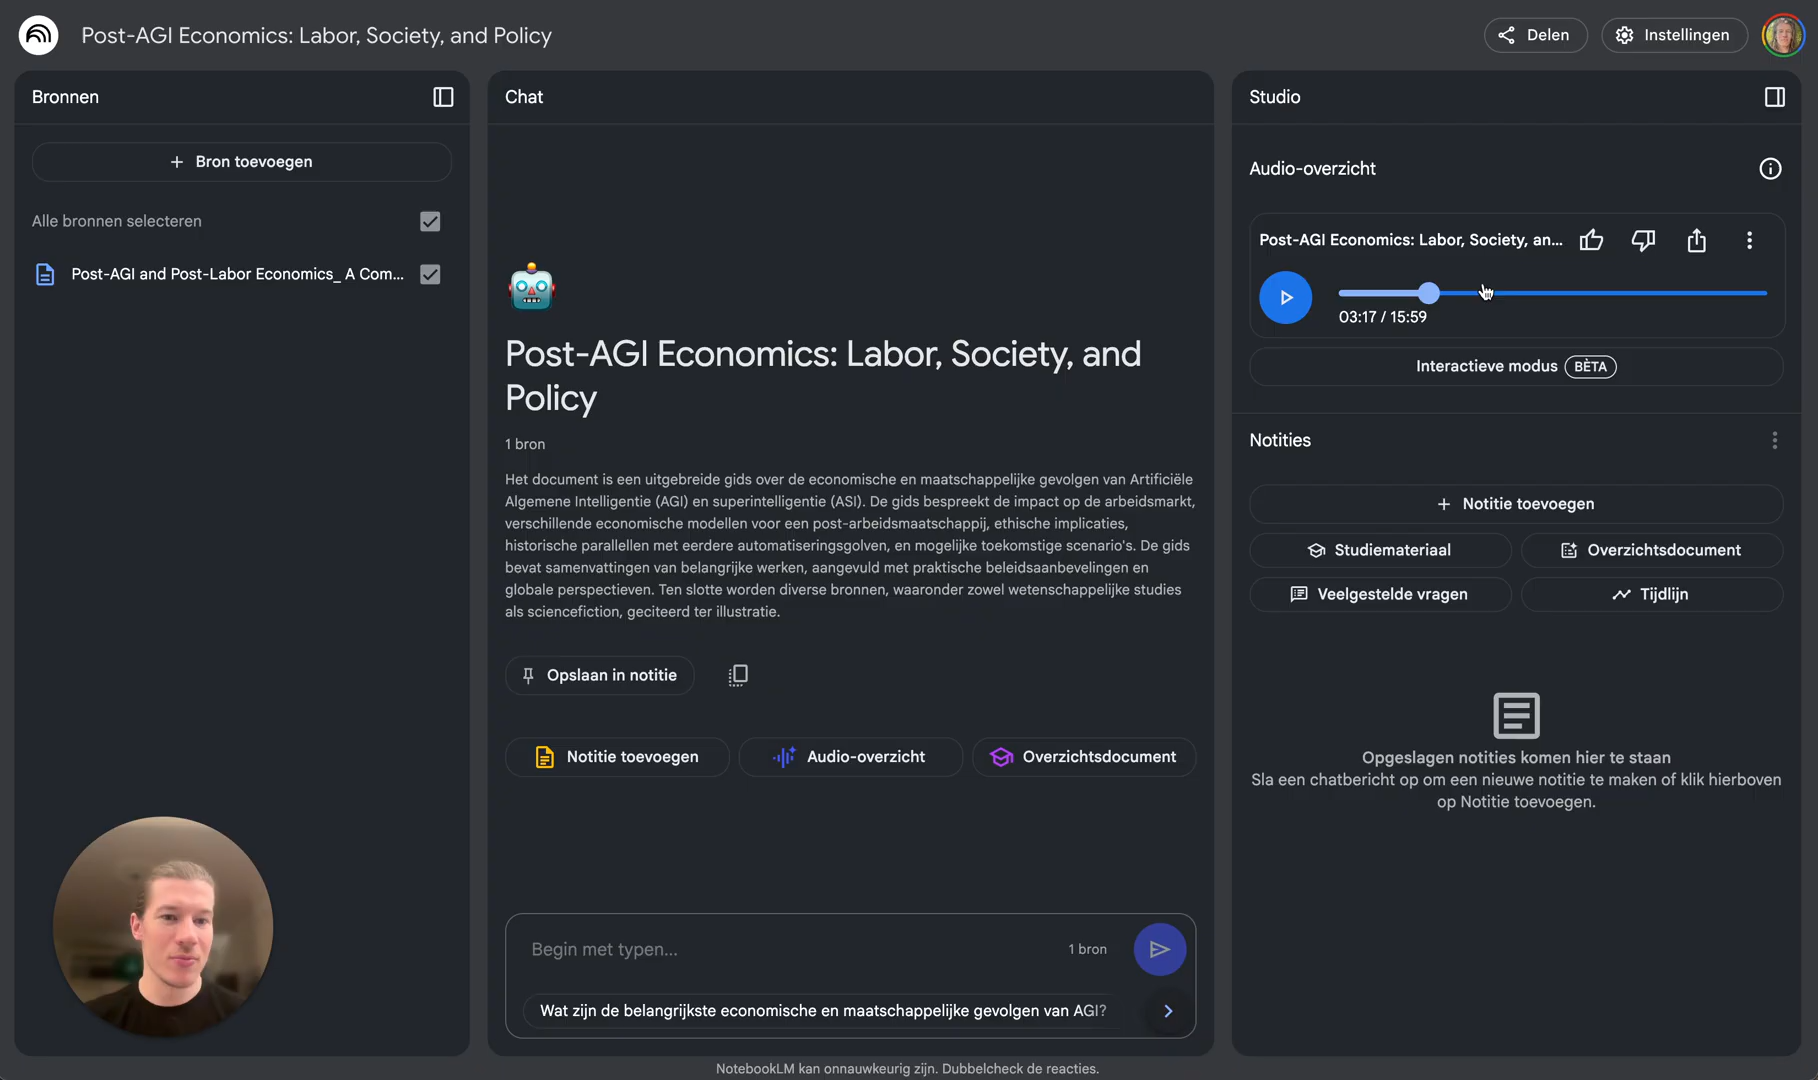 Post-AGI Economics: Labor, Society, and Policy
Delen
Instellingen
Bronnen
Bron toevoegen
Alle bronnen selecteren
Post-AGI and Post-Labor Economics_ A Com...
Chat
Post-AGI Economics: Labor, Society, and
Policy
1 bron
Het document is een uitgebreide gids over de economische en maatschappelijke gevolgen van Artificiële
Algemene Intelligentie (AGI) en superintelligentie (ASI). De gids bespreekt de impact op de arbeidsmarkt,
verschillende economische modellen voor een post-arbeidsmaatschappij, ethische implicaties,
historische parallellen met eerdere automatiseringsgolven, en mogelijke toekomstige scenario's. De gids
bevat samenvattingen van belangrijke werken, aangevuld met praktische beleidsaanbevelingen en
globale perspectieven. Ten slotte worden diverse bronnen, waaronder zowel wetenschappelijke studies
als sciencefiction, geciteerd ter illustratie.
Opslaan in notitie
Notitie toevoegen
Audio-overzicht
Overzichtsdocument
Begin met typen...
1 bron
Wat zijn de belangrijkste economische en maatschappelijke gevolgen van AGI?
Studio
Audio-overzicht
Post-AGI Economics: Labor, Society, an...
03:17 / 15:59
Interactieve modus BÈTA
Notities
Notitie toevoegen
Studiemateriaal
Overzichtsdocument
Veelgestelde vragen
Tijdlijn
Opgeslagen notities komen hier te staan
Sla een chatbericht op om een nieuwe notitie te maken of klik hierboven
op Notitie toevoegen.
NotebookLM kan onnauwkeurig zijn. Dubbelcheck de reacties.